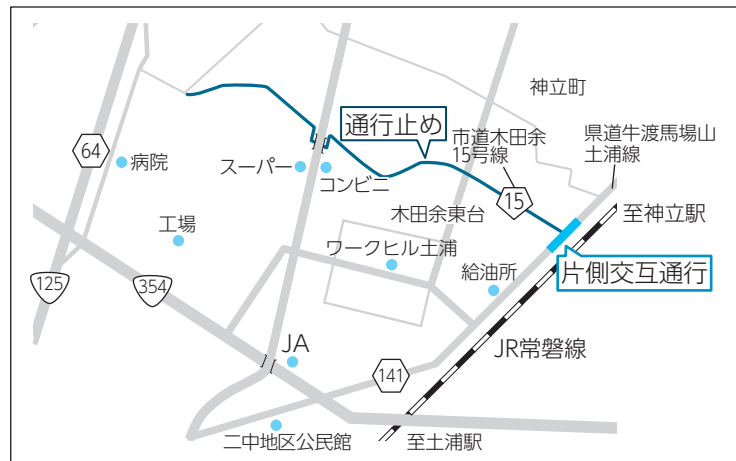 神立町
通行止め
市道木田余
15号線
県道牛渡馬場山
土浦線
64
病院
スーパー
コンビニ
15
木田余東台
至神立駅
工場
ワークヒル土浦
給油所
片側交互通行
125
354
JA
JR常磐線
141
二中地区公民館
至土浦駅